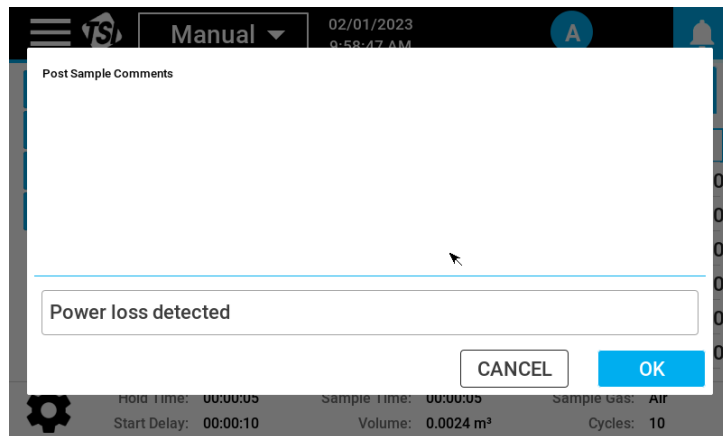 TSI
Manual
02/01/2023
9:58:47 AM
A
Post Sample Comments
Power loss detected
CANCEL
OK
Hold Time: 00:00:05 Sample Time: 00:00:05 Sample Gas: Air
Start Delay: 00:00:10 Volume: 0.0024 m³ Cycles: 10